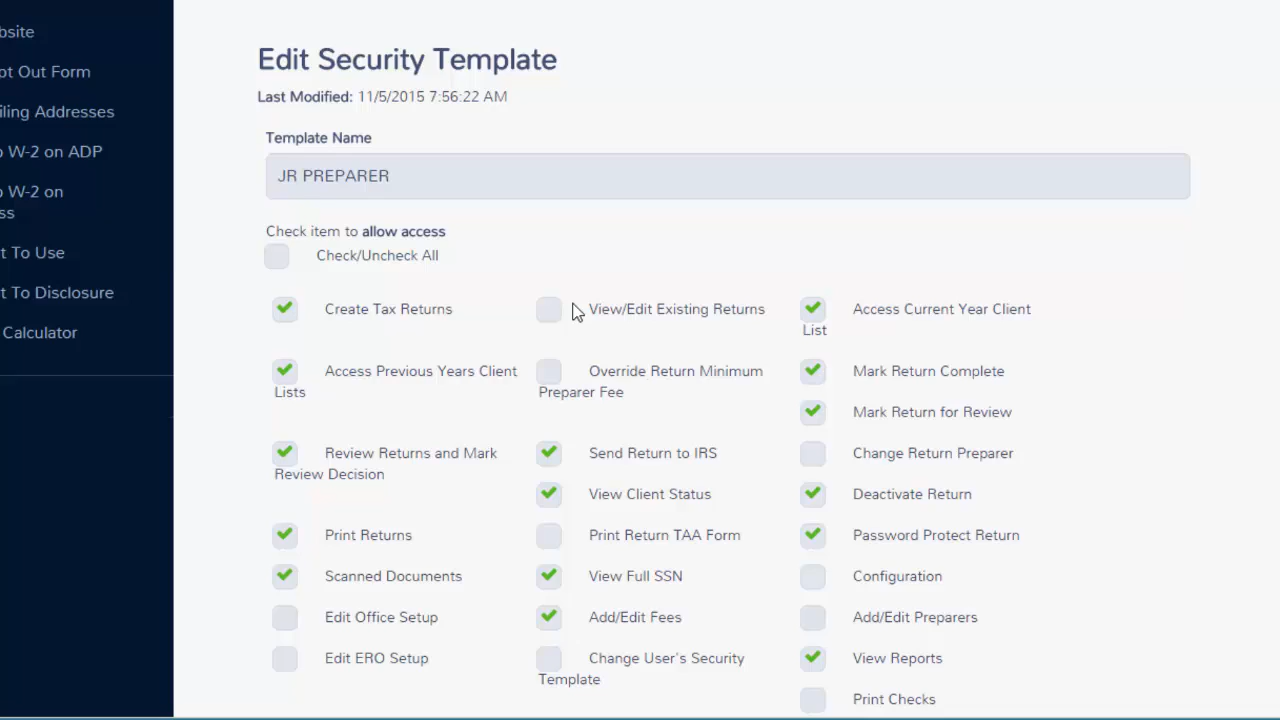 bsite
pt Out Form
iling Addresses
W-2 on ADP
W-2 on
ss
t To Use
t To Disclosure
Calculator
Edit Security Template
Last Modified: 11/5/2015 7:56:22 AM
Template Name
JR PREPARER
Check item to allow access
Check/Uncheck All
Create Tax Returns
View/Edit Existing Returns
Access Current Year Client
List
Access Previous Years Client
Lists
Override Return Minimum
Preparer Fee
Mark Return Complete
Mark Return for Review
Review Returns and Mark
Review Decision
Send Return to IRS
Change Return Preparer
View Client Status
Deactivate Return
Print Returns
Print Return TAA Form
Password Protect Return
Scanned Documents
View Full SSN
Configuration
Edit Office Setup
Add/Edit Fees
Add/Edit Preparers
Edit ERO Setup
Change User's Security
Template
View Reports
Print Checks